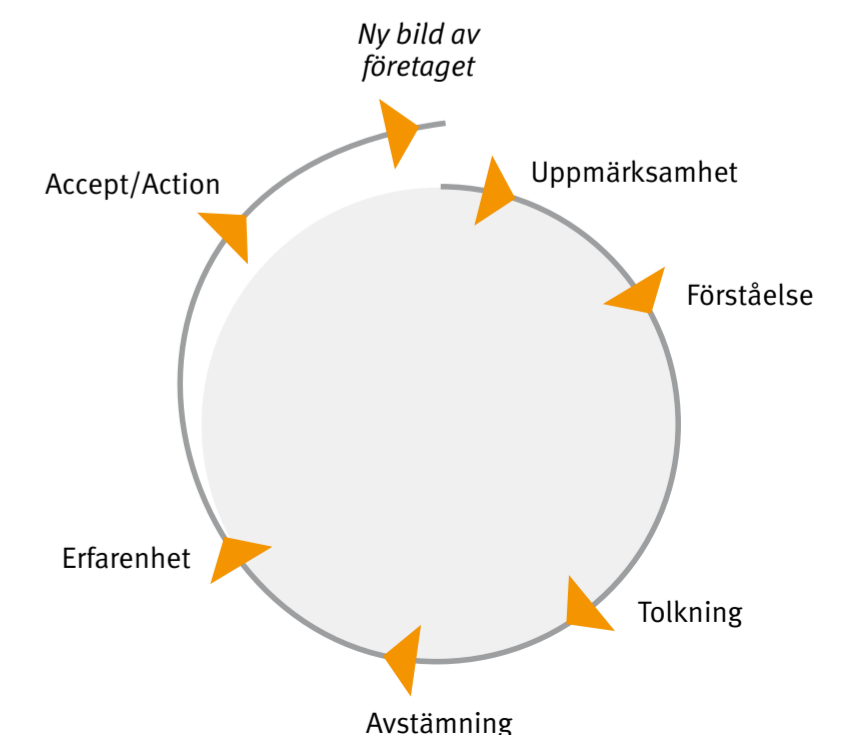 Ny bild av
företaget
Uppmärksamhet
Accept/Action
Förståelse
Erfarenhet
Tolkning
Avstämning